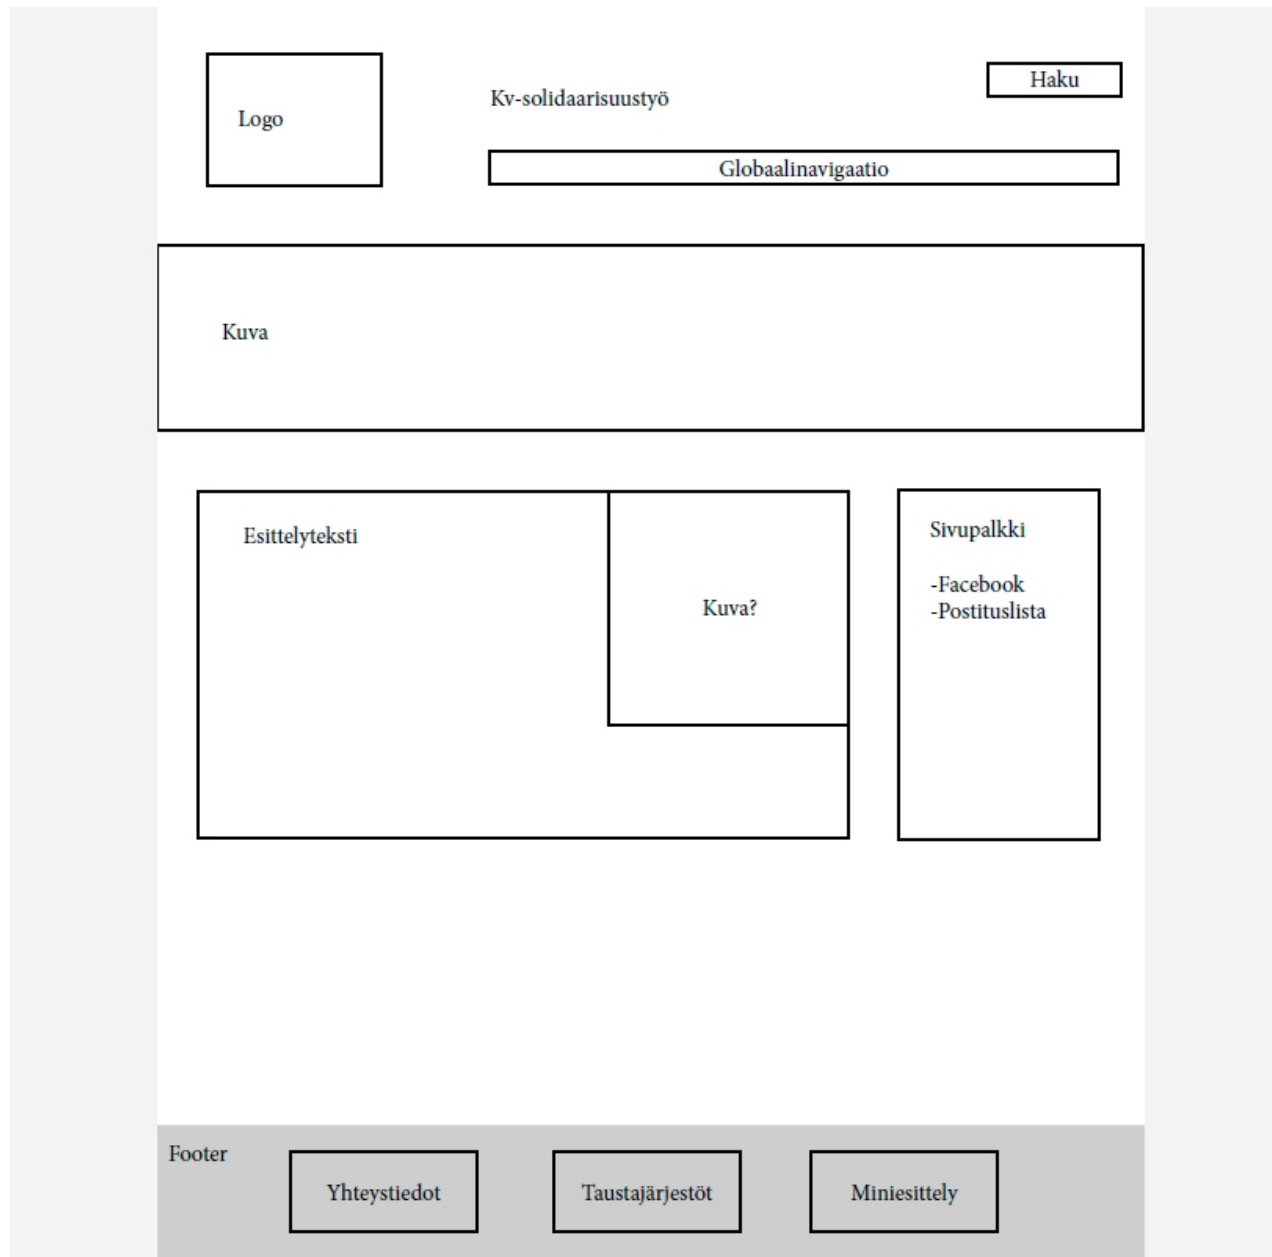 Logo
Kv-solidaarisuustyö
Haku
Globaalinavigaatio
Kuva
Esittelyteksti
Kuva?
Sivupalkki
-Facebook
-Postituslista
Footer
Yhteystiedot
Taustajärjestöt
Miniesittely